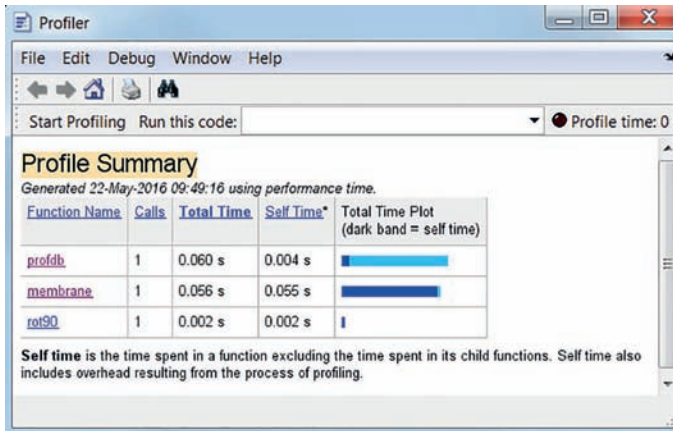 Profiler
File Edit Debug Window Help
Start Profiling Run this code: Profile time: 0
Profile Summary
Generated 22-May-2016 09:49:16 using performance time.
Function Name Calls Total Time Self Time* Total Time Plot
(dark band = self time)
profdb 1 0.060 s 0.004 s
membrane 1 0.056 s 0.055 s
rot90 1 0.002 s 0.002 s
Self time is the time spent in a function excluding the time spent in its child functions. Self time also
includes overhead resulting from the process of profiling.